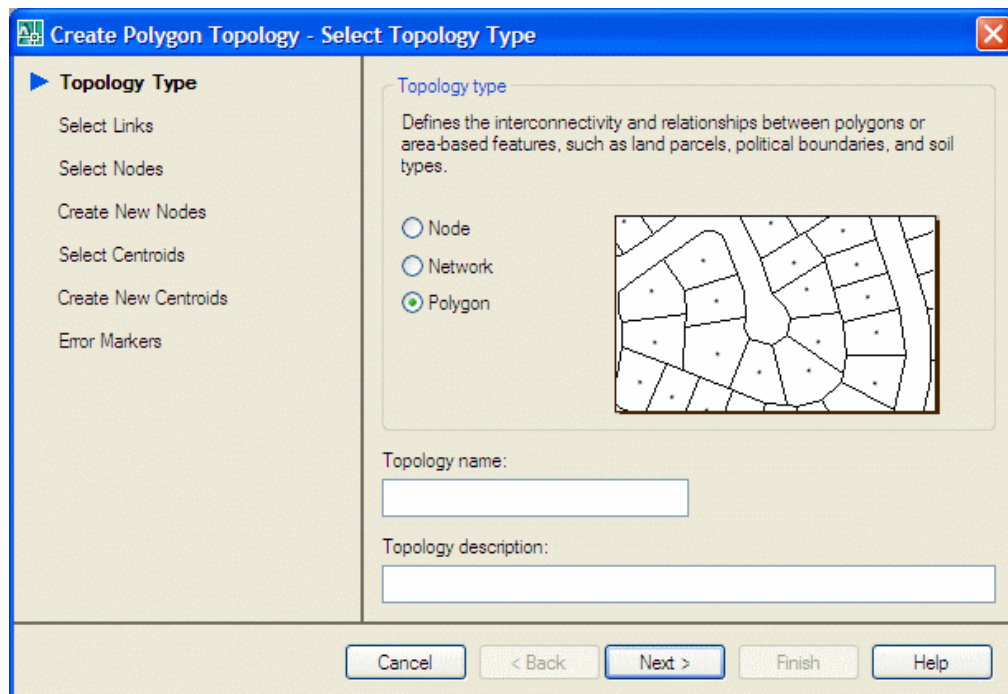 Create Polygon Topology - Select Topology Type
Topology Type
Select Links
Select Nodes
Create New Nodes
Select Centroids
Create New Centroids
Error Markers
Topology type
Defines the interconnectivity and relationships between polygons or
area-based features, such as land parcels, political boundaries, and soil
types.
Node
Network
Polygon
Topology name:
Topology description:
Cancel
< Back
Next >
Finish
Help